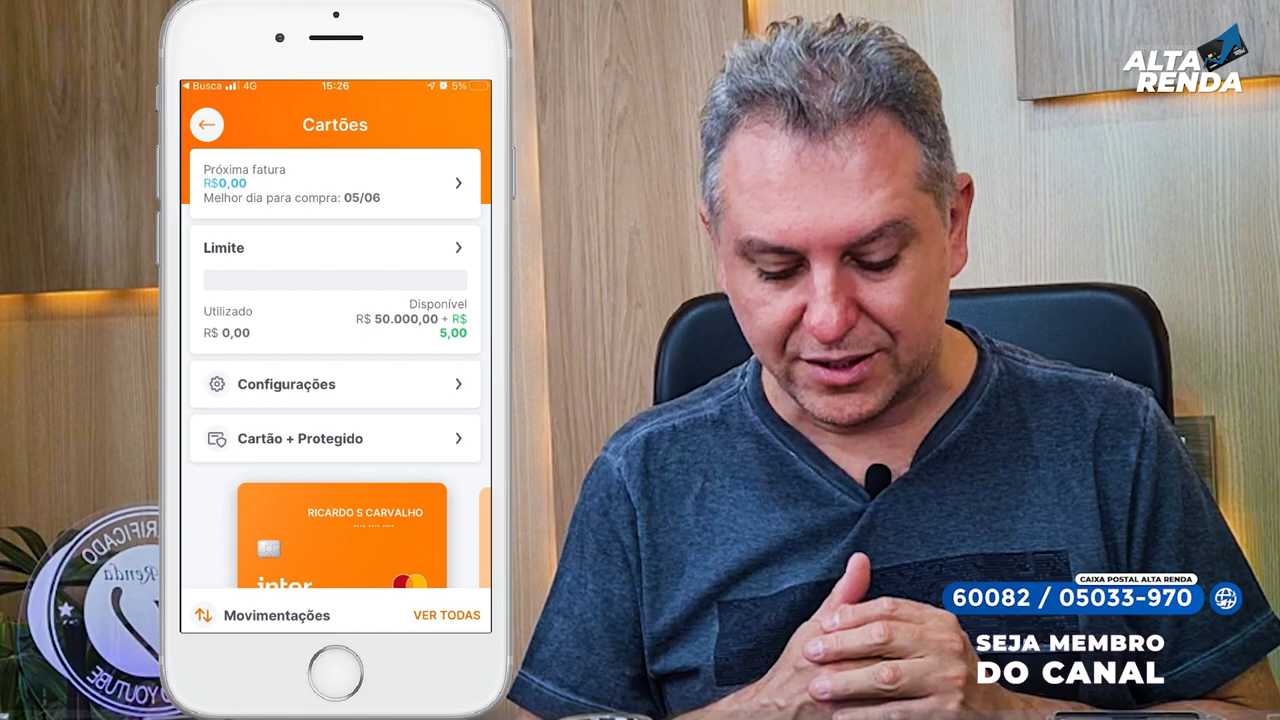 Busca 4G 15:26 5%
Cartões
Próxima fatura
R$0,00
Melhor dia para compra: 05/06
Limite
Utilizado
R$ 0,00
Disponível
R$ 50.000,00 + R$
5,00
Configurações
Cartão + Protegido
RICARDO S CARVALHO
inter
Movimentações
VER TODAS
ALTA
RENDA
CAIXA POSTAL ALTA RENDA
60082 / 05033-970
SEJA MEMBRO
DO CANAL
Renda